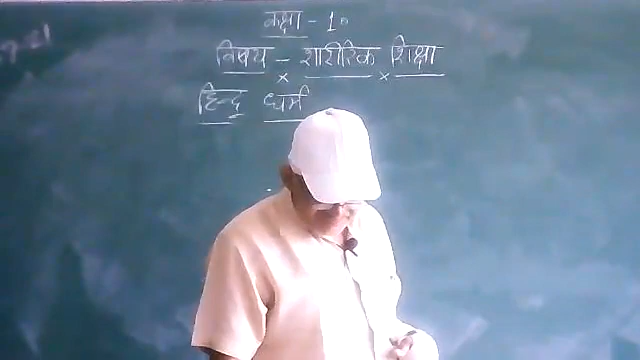 कक्षा - 10
विषय - शारीरिक शिक्षा
हिन्दू धर्म